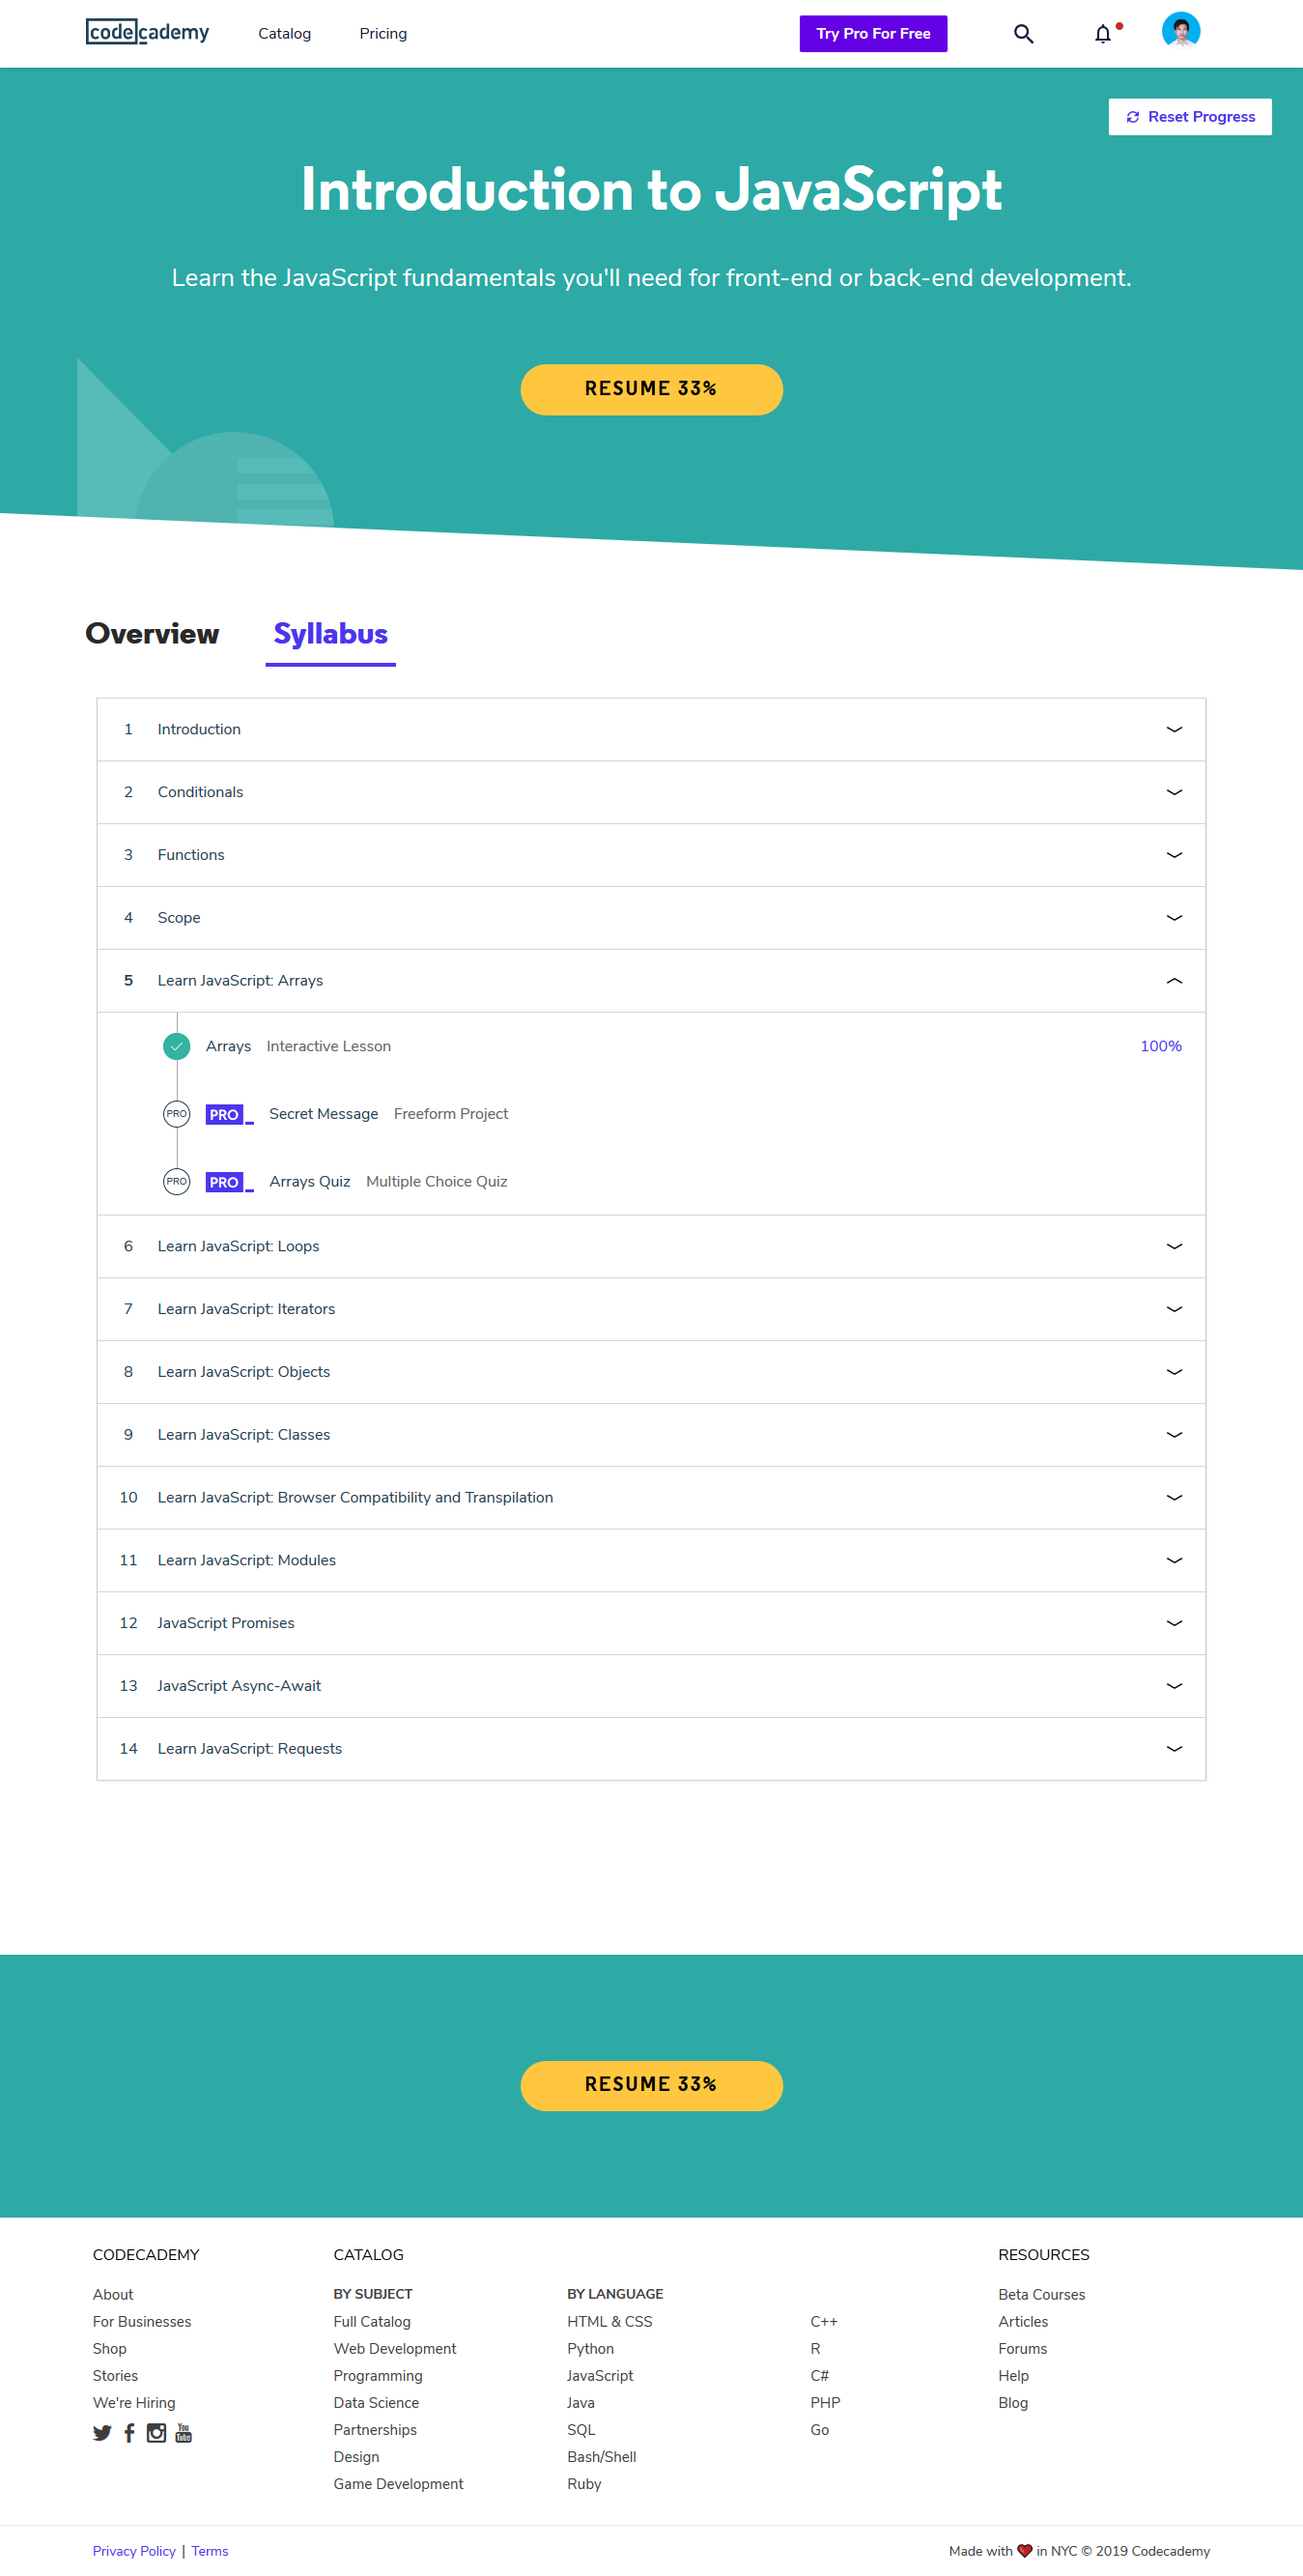 codecademy Catalog Pricing Try Pro For Free
Reset Progress
Introduction to JavaScript
Learn the JavaScript fundamentals you'll need for front-end or back-end development.
RESUME 33%
Overview Syllabus
1 Introduction
2 Conditionals
3 Functions
4 Scope
5 Learn JavaScript: Arrays
Arrays Interactive Lesson 100%
PRO PRO_ Secret Message Freeform Project
PRO PRO_ Arrays Quiz Multiple Choice Quiz
6 Learn JavaScript: Loops
7 Learn JavaScript: Iterators
8 Learn JavaScript: Objects
9 Learn JavaScript: Classes
10 Learn JavaScript: Browser Compatibility and Transpilation
11 Learn JavaScript: Modules
12 JavaScript Promises
13 JavaScript Async-Await
14 Learn JavaScript: Requests
RESUME 33%
CODECADEMY
About
For Businesses
Shop
Stories
We're Hiring
You Tube
CATALOG
BY SUBJECT
Full Catalog
Web Development
Programming
Data Science
Partnerships
Design
Game Development
BY LANGUAGE
HTML & CSS
Python
JavaScript
Java
SQL
Bash/Shell
Ruby
C++
R
C#
PHP
Go
RESOURCES
Beta Courses
Articles
Forums
Help
Blog
Privacy Policy | Terms
Made with ❤ in NYC © 2019 Codecademy